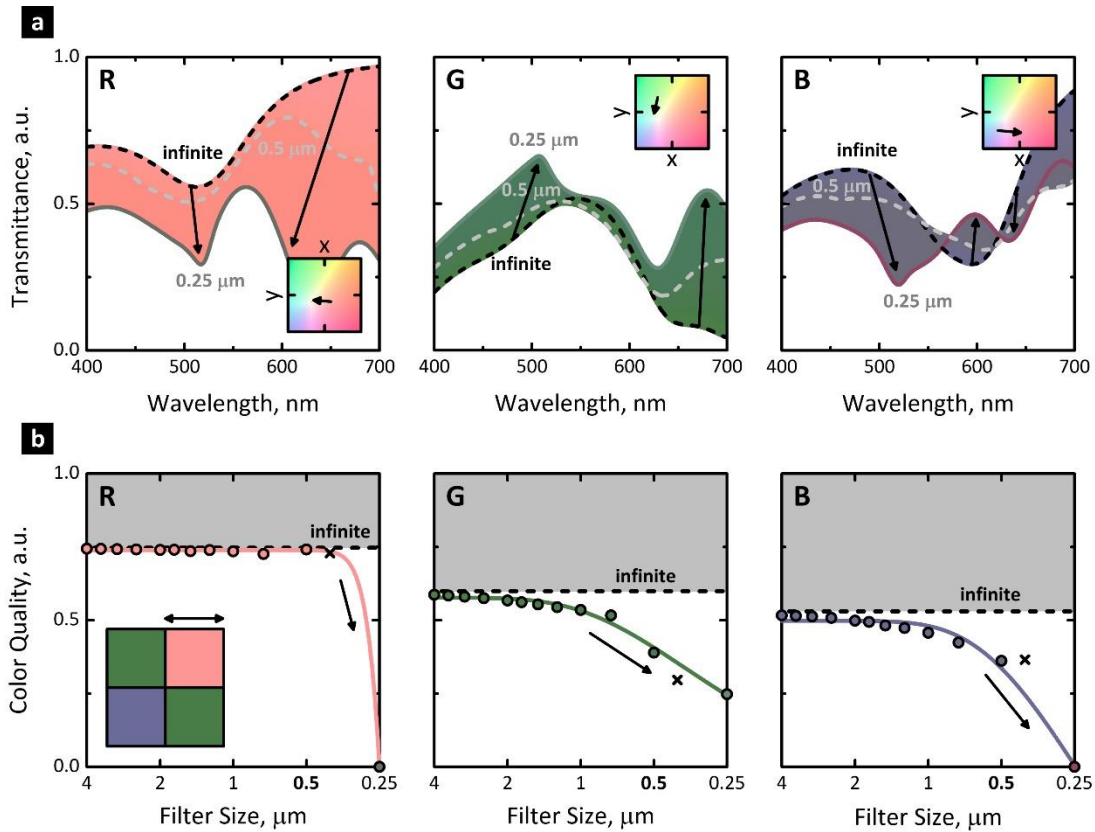 a
R
G
B
Transmittance, a.u.
1.0
0.5
0.0
infinite
0.5 μm
0.25 μm
x
y
400
500
600
700
Wavelength, nm
0.25 μm
0.5 μm
infinite
y
x
400
500
600
700
Wavelength, nm
infinite
0.5 μm
0.25 μm
y
x
400
500
600
700
Wavelength, nm
b
R
G
B
Color Quality, a.u.
1.0
0.5
0.0
infinite
4
2
1
0.5
0.25
Filter Size, μm
infinite
4
2
1
0.5
0.25
Filter Size, μm
infinite
4
2
1
0.5
0.25
Filter Size, μm